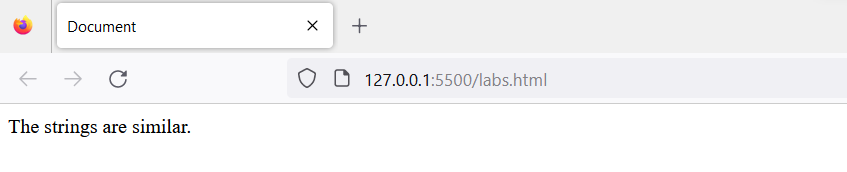 Document
127.0.0.1:5500/labs.html
The strings are similar.